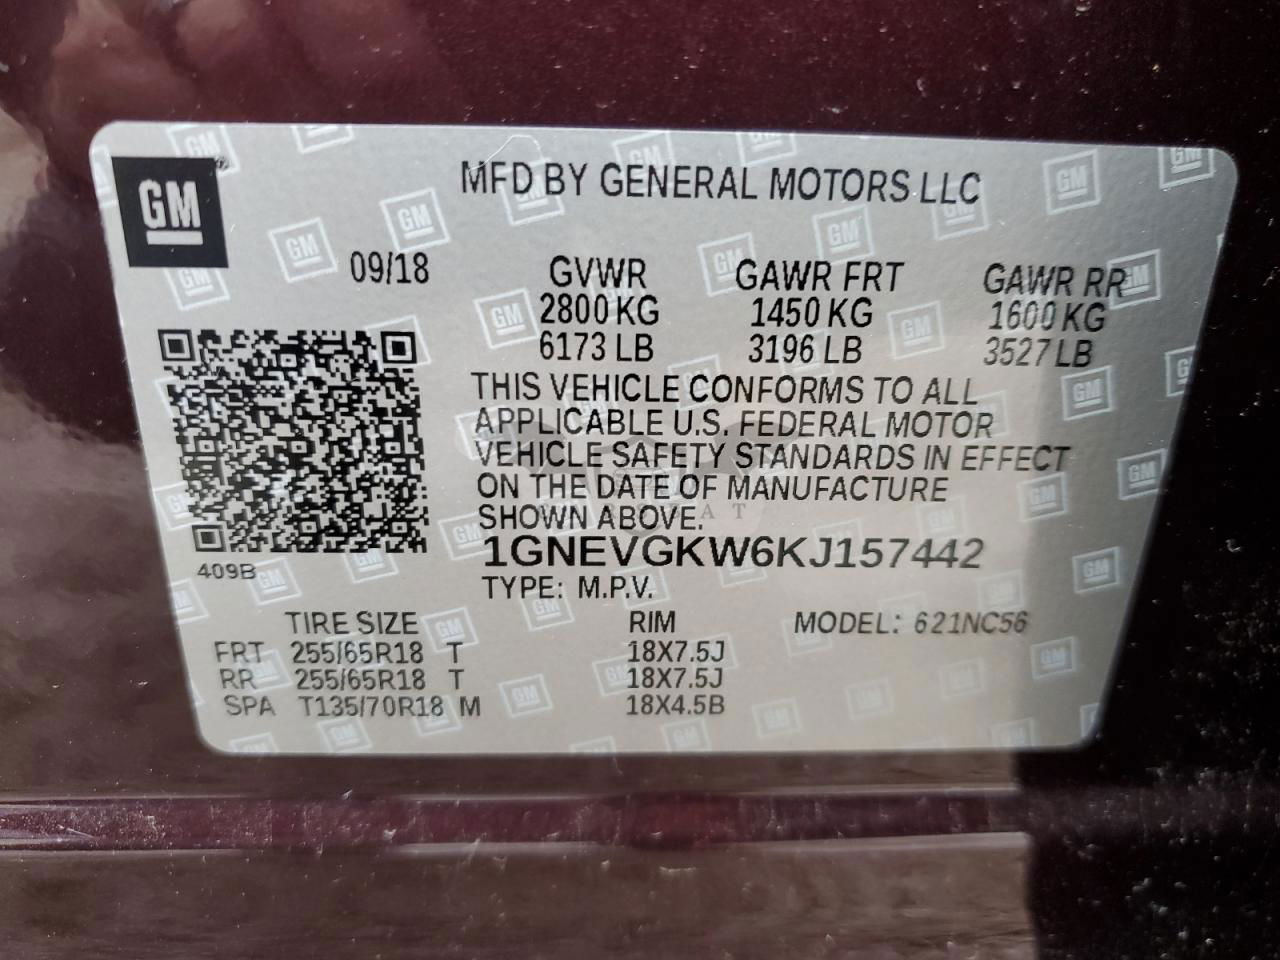 GM
MFD BY GENERAL MOTORS LLC
09/18 GVWR GAWR FRT GAWR RR
2800 KG 1450 KG 1600 KG
6173 LB 3196 LB 3527 LB
THIS VEHICLE CONFORMS TO ALL
APPLICABLE U.S. FEDERAL MOTOR
VEHICLE SAFETY STANDARDS IN EFFECT
ON THE DATE OF MANUFACTURE
SHOWN ABOVE.
1GNEVGKW6KJ157442
409B
TYPE: M.P.V.
TIRE SIZE RIM MODEL: 621NC56
FRT 255/65R18 T 18X7.5J
RR 255/65R18 T 18X7.5J
SPA T135/70R18 M 18X4.5B